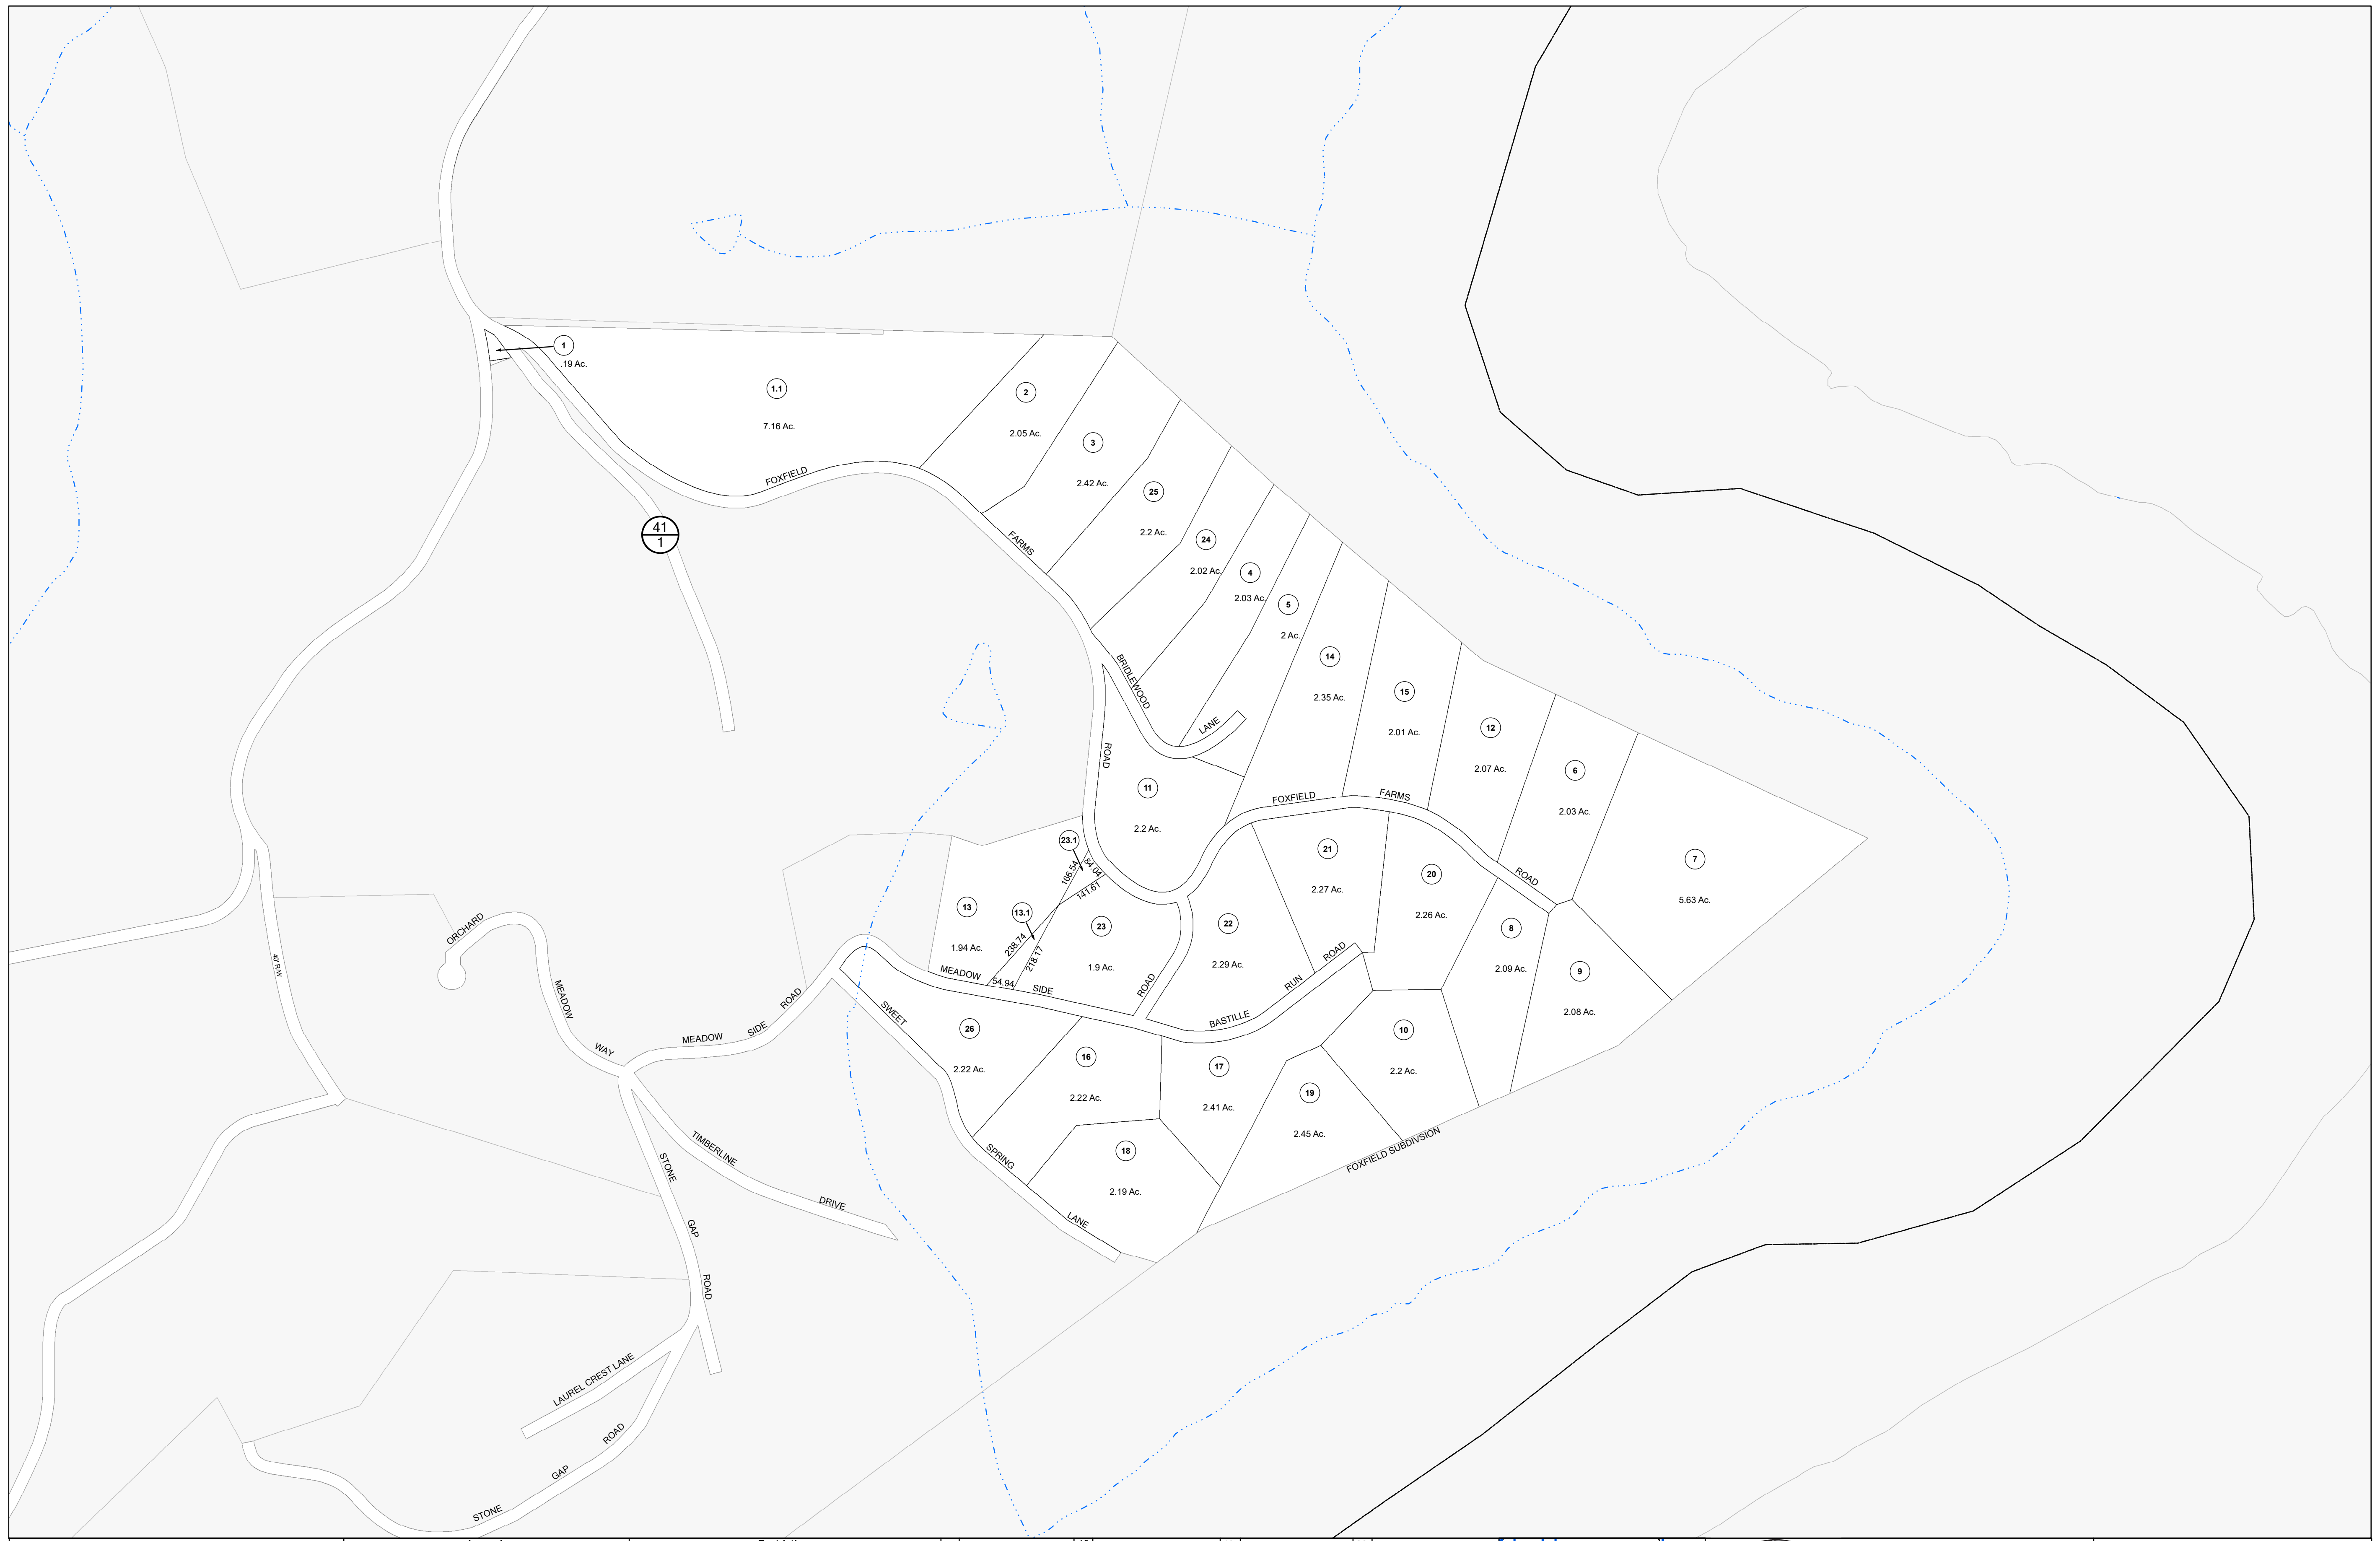 1
.19 Ac.
1.1
7.16 Ac.
2
2.05 Ac.
3
2.42 Ac.
25
2.2 Ac.
24
2.02 Ac.
4
2.03 Ac.
5
2 Ac.
14
2.35 Ac.
15
2.01 Ac.
12
2.07 Ac.
6
2.03 Ac.
7
5.63 Ac.
FOXFIELD
FARMS
ROAD
41
1
BRIDLEWOOD
LANE
11
2.2 Ac.
FOXFIELD
FARMS
ROAD
23.1
166.54
84.04
141.61
21
2.27 Ac.
20
2.26 Ac.
8
2.09 Ac.
9
2.08 Ac.
13
1.94 Ac.
13.1
238.74
218.17
54.94
23
1.9 Ac.
22
2.29 Ac.
ROAD
MEADOW
SIDE
BASTILLE
RUN
ROAD
ORCHARD
MEADOW
WAY
40' R/W
MEADOW
SIDE
ROAD
SWEET
SPRING
LANE
26
2.22 Ac.
16
2.22 Ac.
17
2.41 Ac.
10
2.2 Ac.
19
2.45 Ac.
18
2.19 Ac.
FOXFIELD SUBDIVSION
TIMBERLINE
DRIVE
STONE
GAP
ROAD
LAUREL CREST LANE
STONE
GAP
ROAD